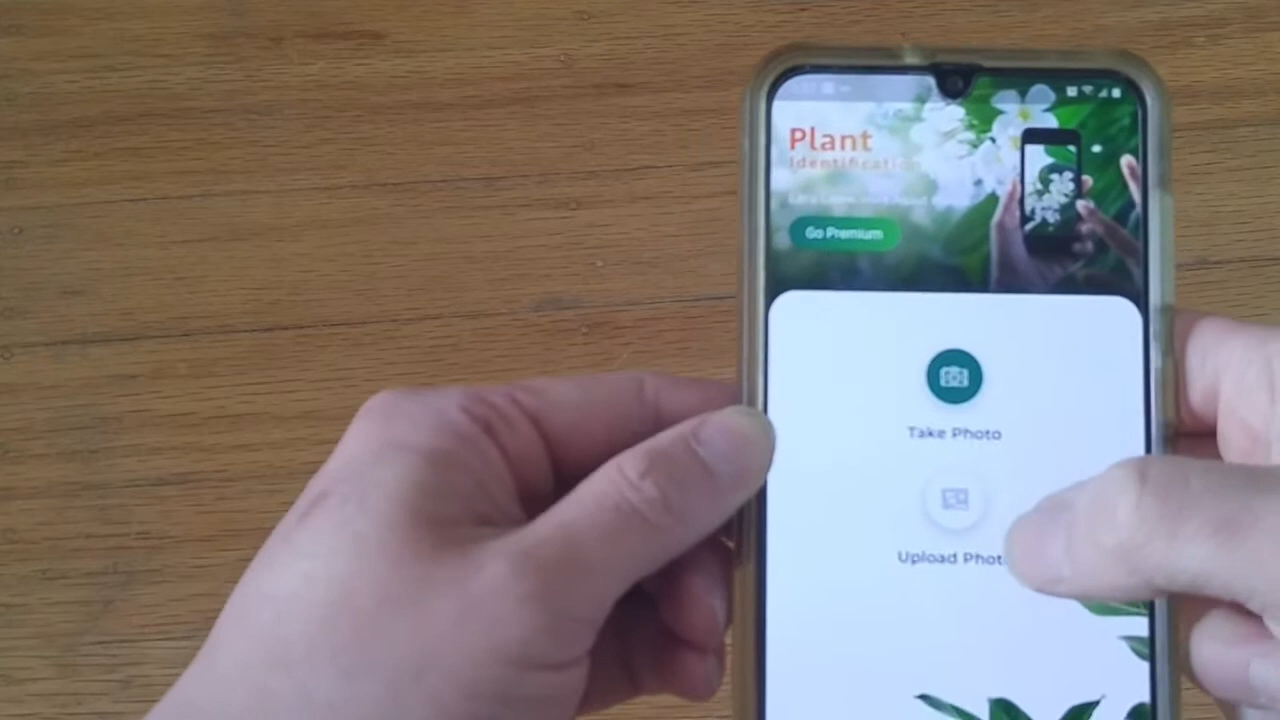 Plant
Identification
Go Premium
Take Photo
Upload Phot